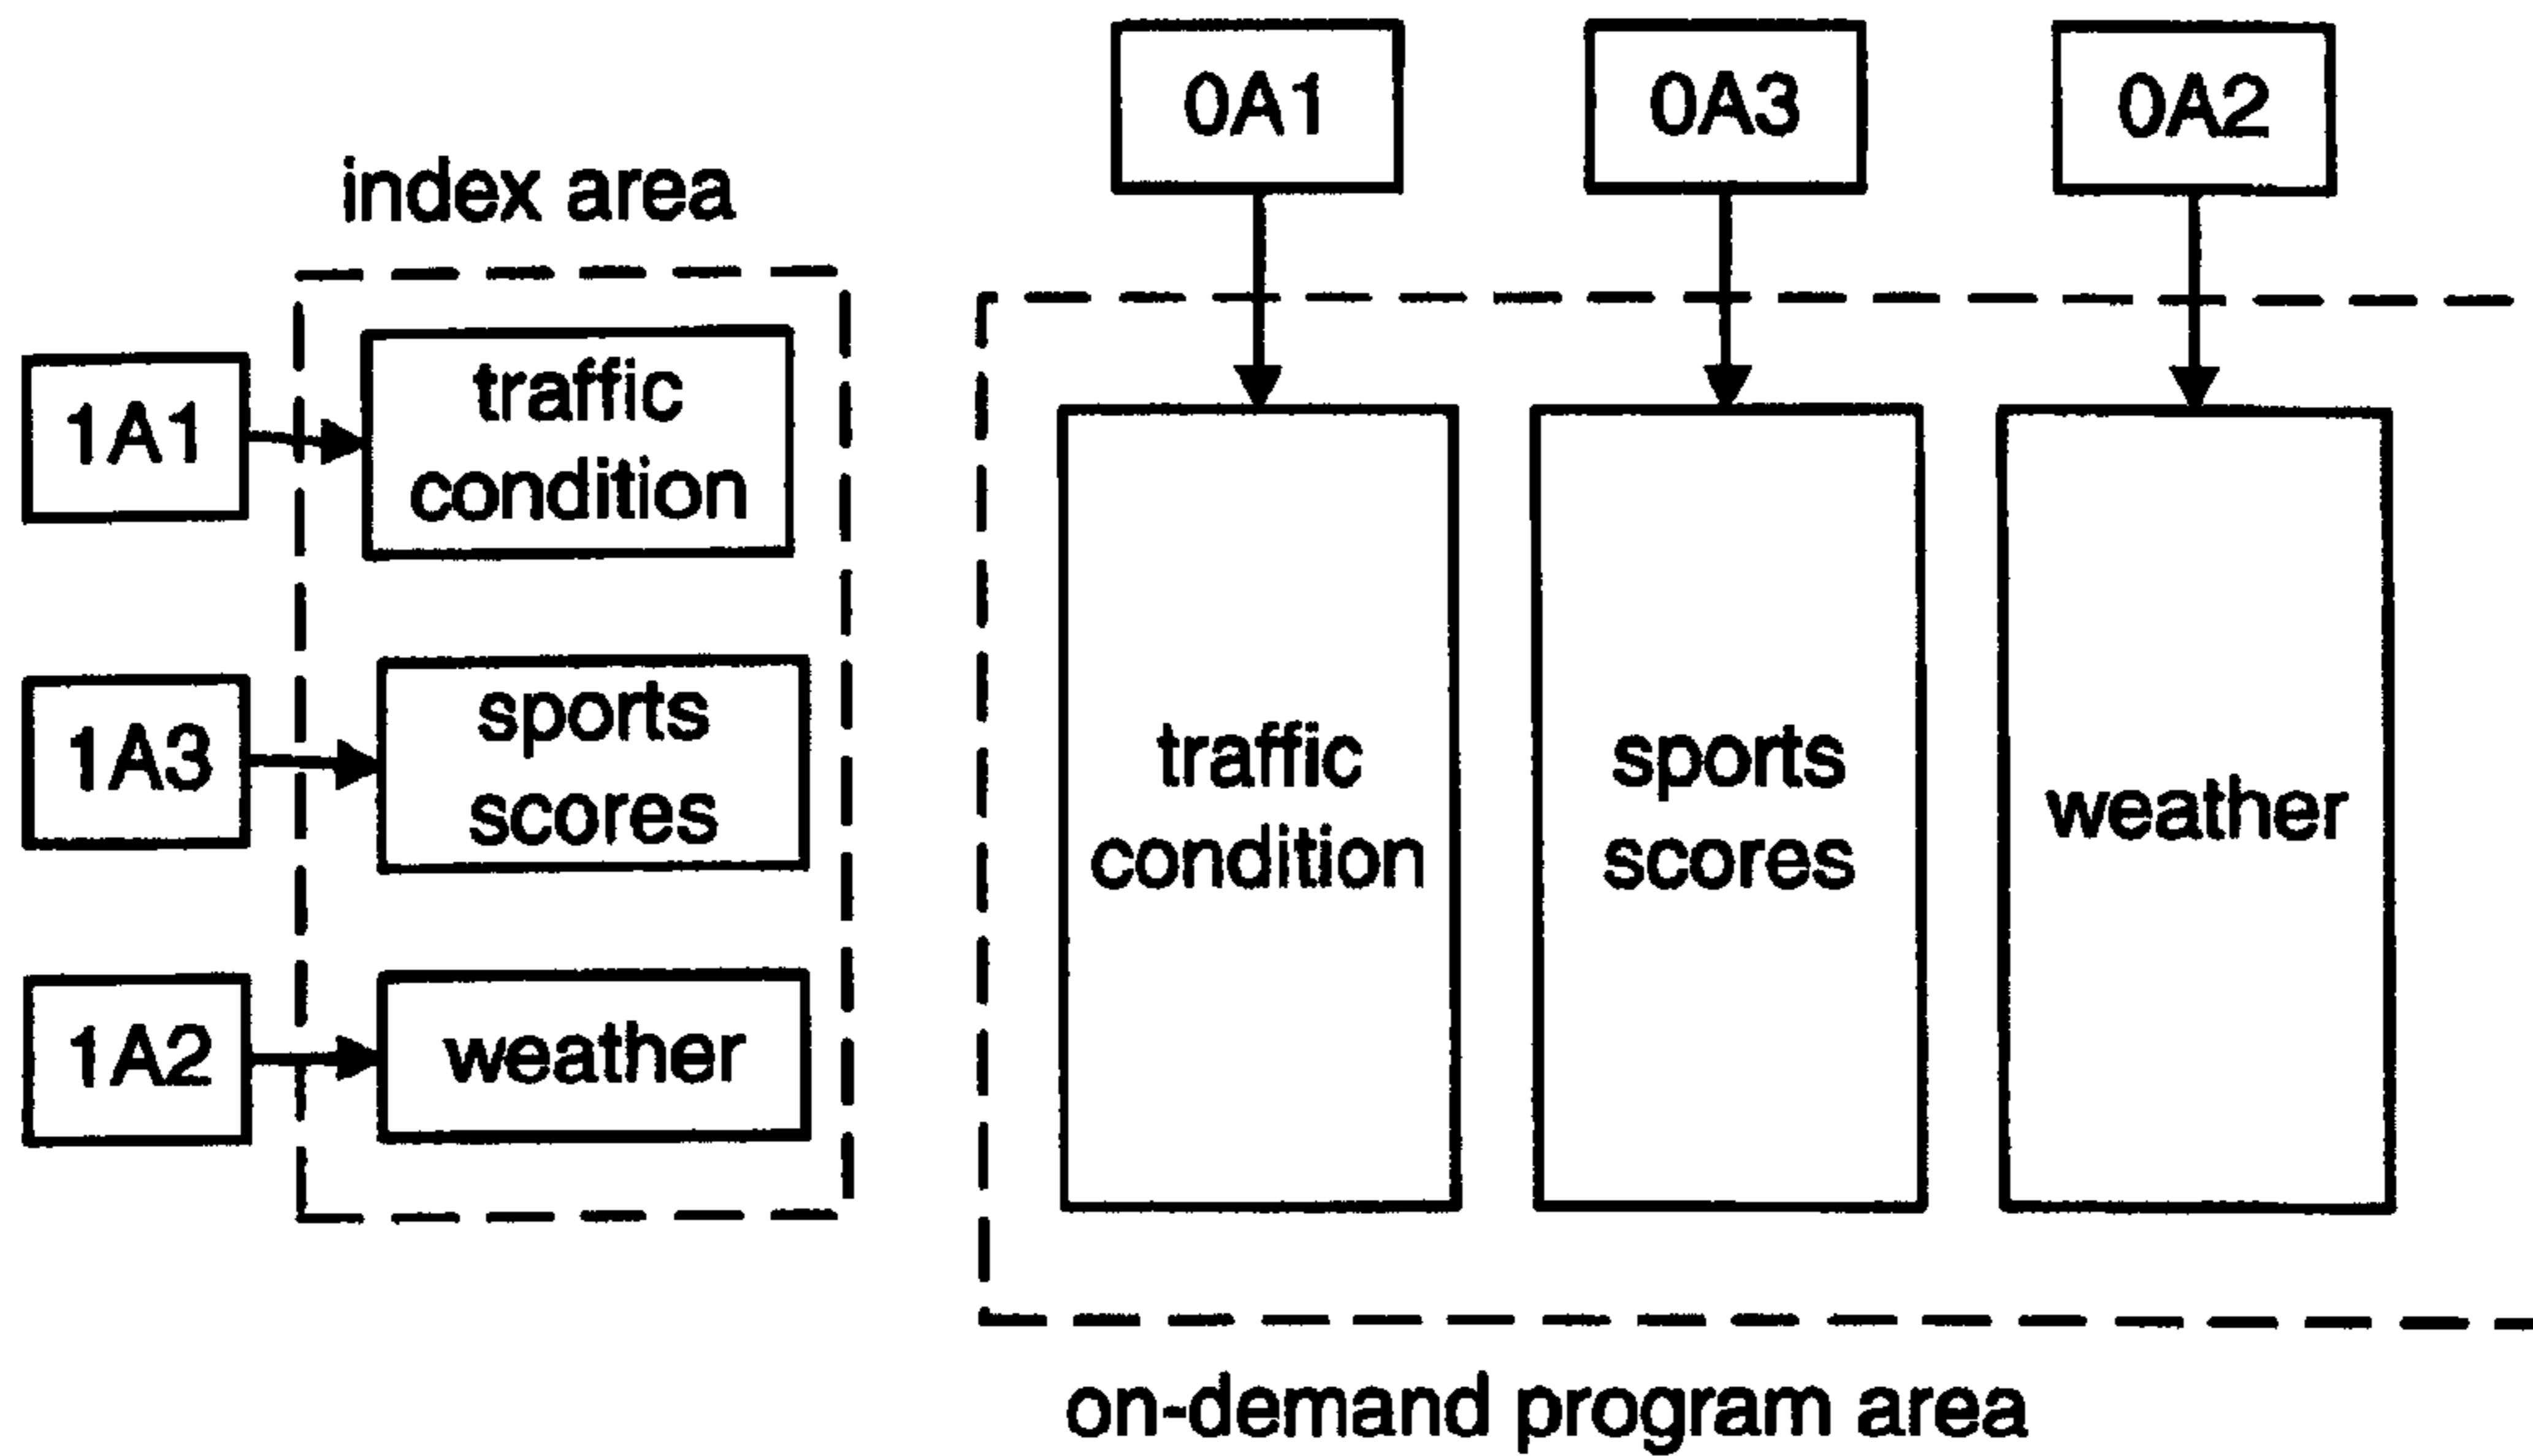 index area
1A1
traffic
condition
1A3
sports
scores
1A2
weather
0A1
0A3
0A2
traffic
condition
sports
scores
weather
on-demand program area